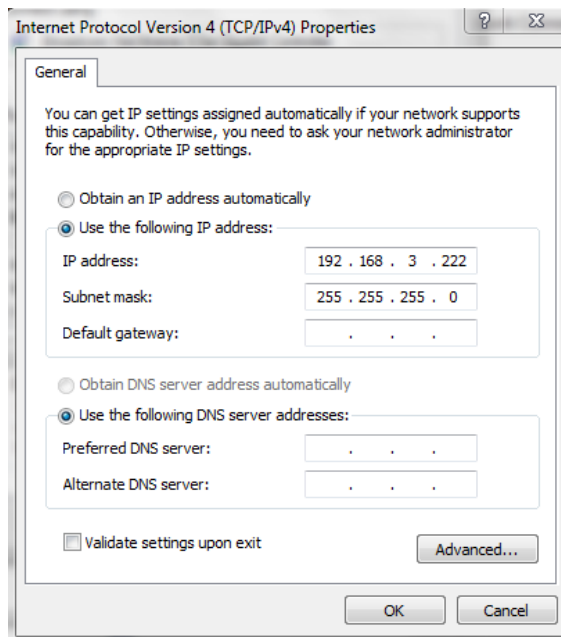 Internet Protocol Version 4 (TCP/IPv4) Properties
General
You can get IP settings assigned automatically if your network supports
this capability. Otherwise, you need to ask your network administrator
for the appropriate IP settings.
Obtain an IP address automatically
Use the following IP address:
IP address: 192 . 168 . 3 . 222
Subnet mask: 255 . 255 . 255 . 0
Default gateway: . . .
Obtain DNS server address automatically
Use the following DNS server addresses:
Preferred DNS server: . . .
Alternate DNS server: . . .
Validate settings upon exit
Advanced...
OK Cancel